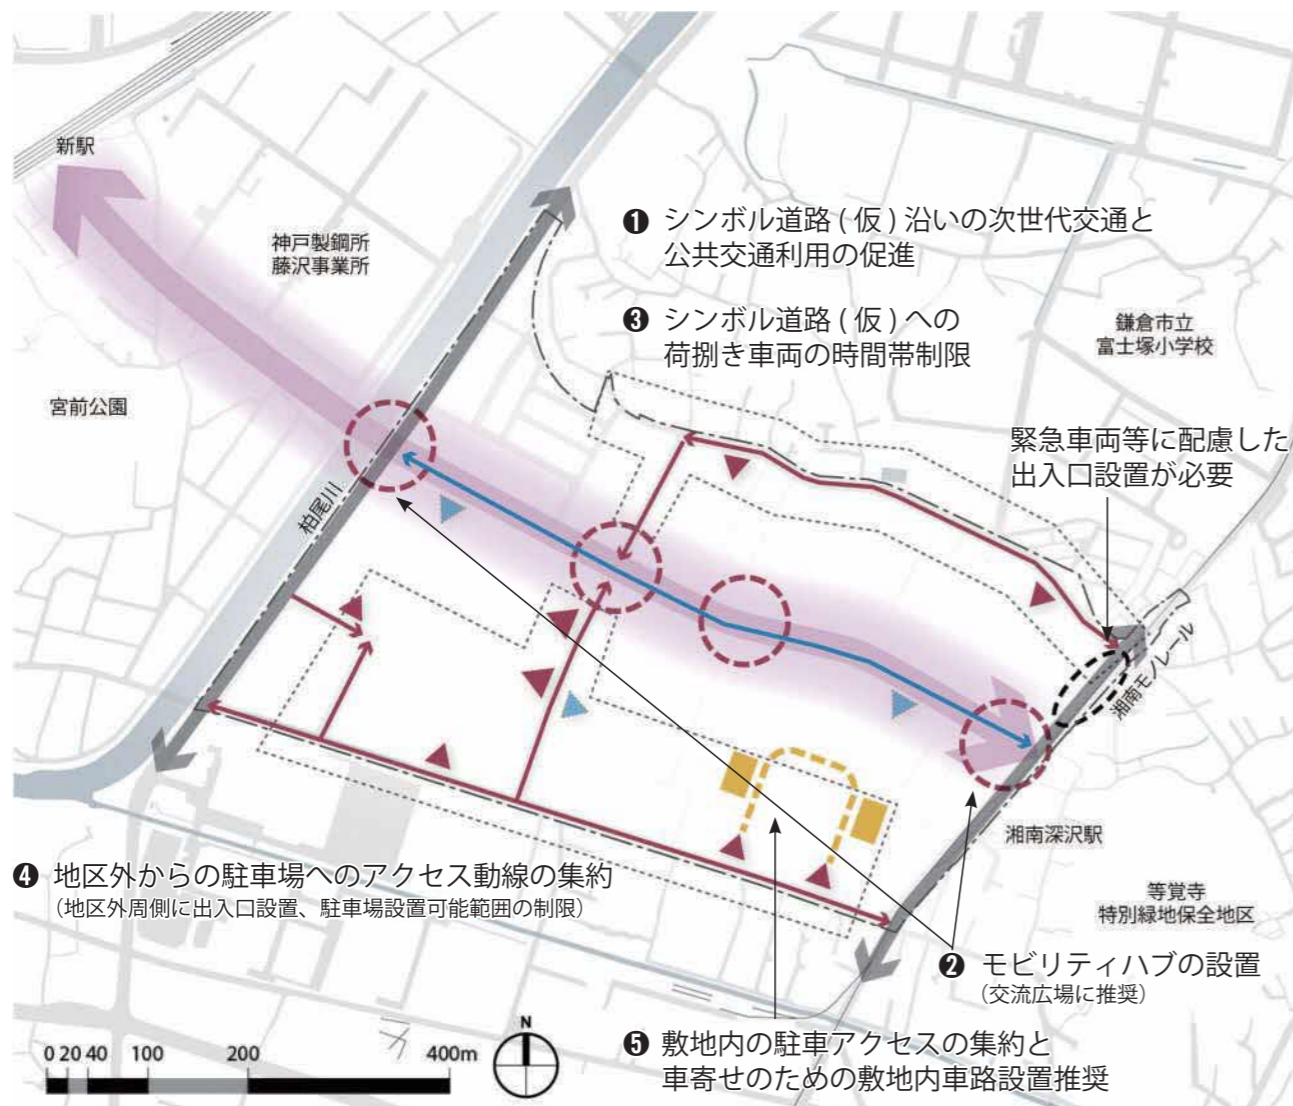 新駅
神戸製鋼所
藤沢事業所
❶ シンボル道路 ( 仮 ) 沿いの次世代交通と
公共交通利用の促進
❸ シンボル道路 ( 仮 ) への
荷捌き車両の時間帯制限
鎌倉市立
富士塚小学校
宮前公園
緊急車両等に配慮した
出入口設置が必要
柏尾川
湘南モノレール
湘南深沢駅
❹ 地区外からの駐車場へのアクセス動線の集約
（地区外周側に出入口設置、駐車場設置可能範囲の制限）
等覚寺
特別緑地保全地区
❷ モビリティハブの設置
（交流広場に推奨）
❺ 敷地内の駐車アクセスの集約と
車寄せのための敷地内車路設置推奨
N
0 20 40 100 200 400m